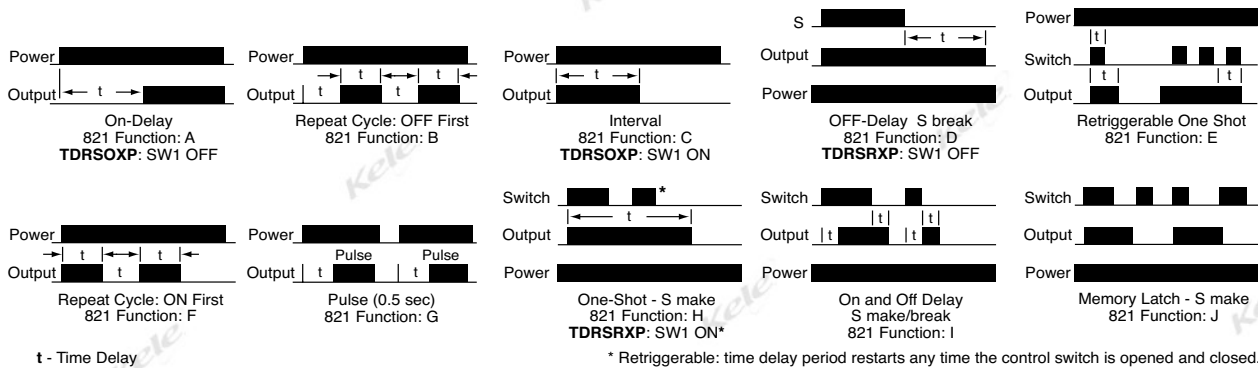 Power
Output
t
On-Delay
821 Function: A
TDRSOXP: SW1 OFF
Power
t t
Output t t
Repeat Cycle: OFF First
821 Function: B
Power
t
Output
Interval
821 Function: C
TDRSOXP: SW1 ON
S
t
Output
Power
OFF-Delay S break
821 Function: D
TDRSRXP: SW1 OFF
Power
t
Switch
t t
Output
Retriggerable One Shot
821 Function: E
Power
t t
Output t
Repeat Cycle: ON First
821 Function: F
Power
Pulse Pulse
Output t t
Pulse (0.5 sec)
821 Function: G
Switch *
t
Output
Power
One-Shot - S make
821 Function: H
TDRSRXP: SW1 ON*
Switch
t t
Output t t
Power
On and Off Delay
S make/break
821 Function: I
Switch
Output
Power
Memory Latch - S make
821 Function: J
t - Time Delay
* Retriggerable: time delay period restarts any time the control switch is opened and closed.
Kele
Kele
Kele
Kele